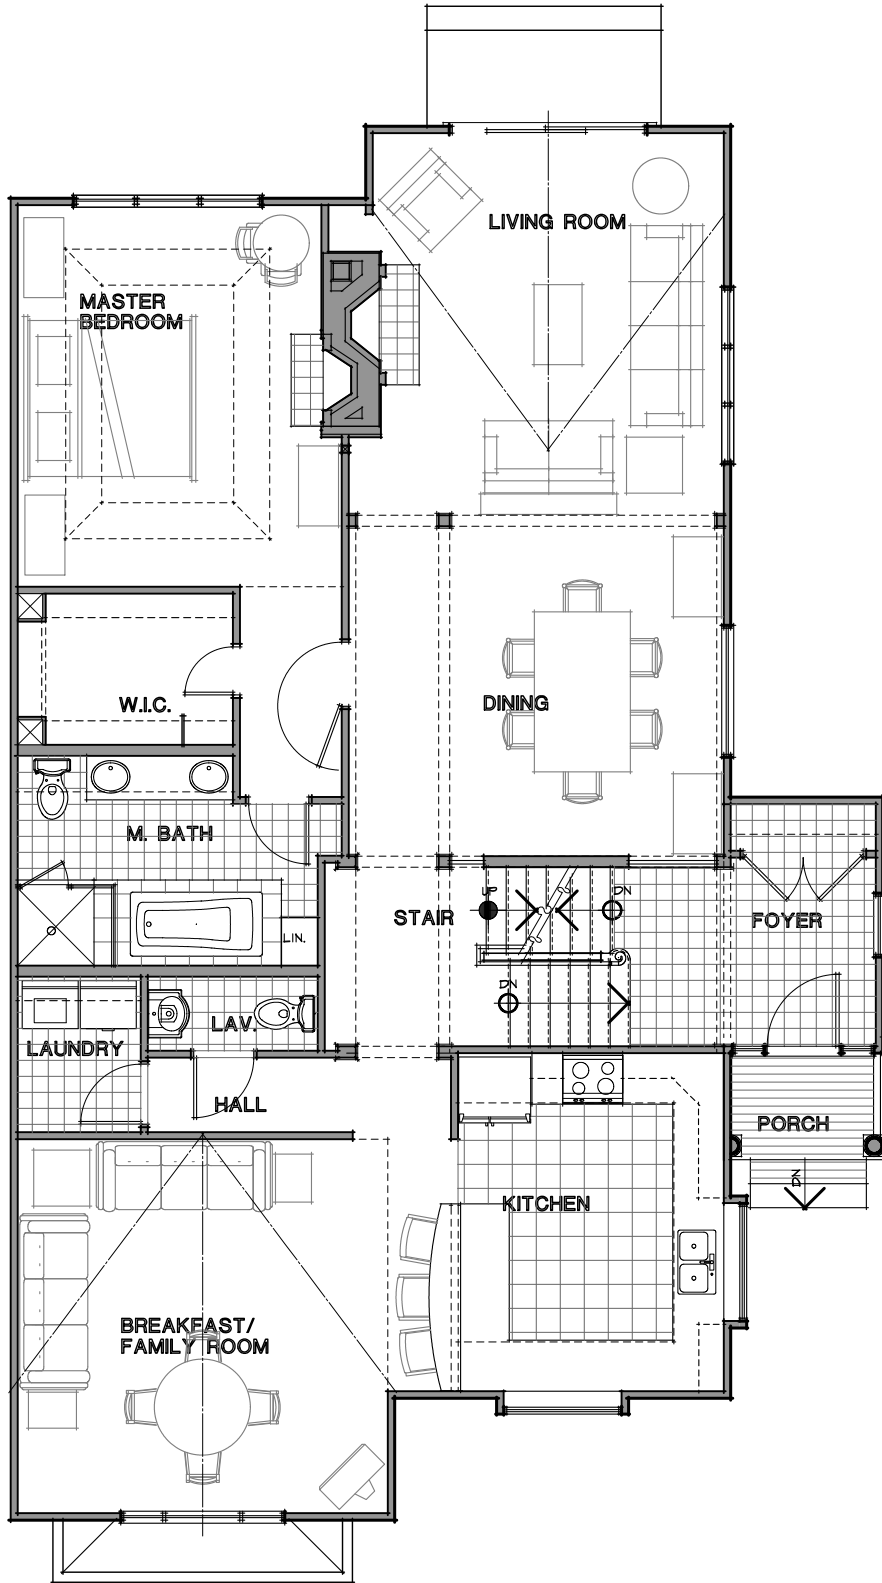 LIVING ROOM
MASTER
BEDROOM
W.I.C.
DINING
M. BATH
UP
DN
STAIR
FOYER
LIN.
DN
LAV.
LAUNDRY
HALL
PORCH
DN
KITCHEN
BREAKFAST/
FAMILY ROOM